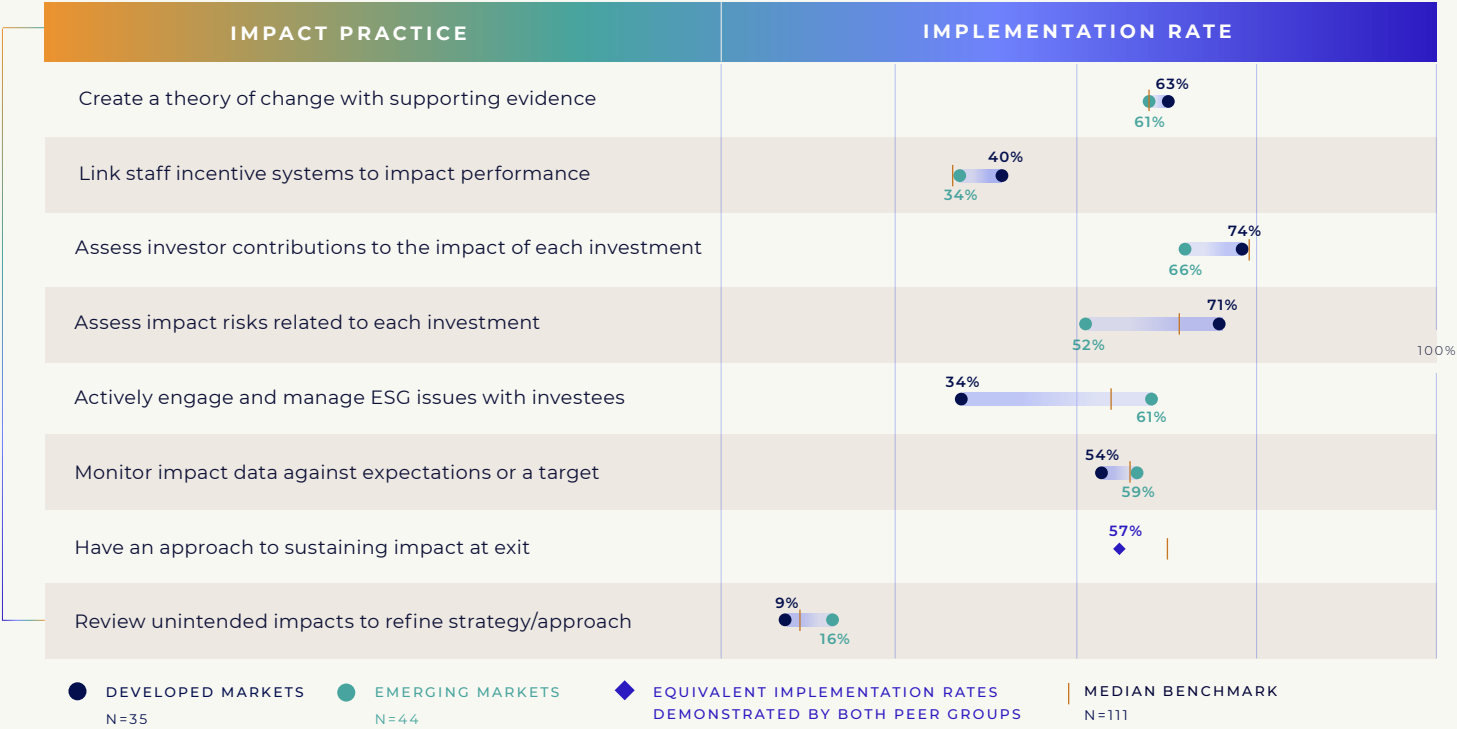 IMPACT PRACTICE
IMPLEMENTATION RATE
Create a theory of change with supporting evidence
63%
61%
Link staff incentive systems to impact performance
40%
34%
Assess investor contributions to the impact of each investment
74%
66%
Assess impact risks related to each investment
71%
52%
100%
Actively engage and manage ESG issues with investees
34%
61%
Monitor impact data against expectations or a target
54%
59%
Have an approach to sustaining impact at exit
57%
Review unintended impacts to refine strategy/approach
9%
16%
DEVELOPED MARKETS
N=35
EMERGING MARKETS
N=44
EQUIVALENT IMPLEMENTATION RATES
DEMONSTRATED BY BOTH PEER GROUPS
MEDIAN BENCHMARK
N=111